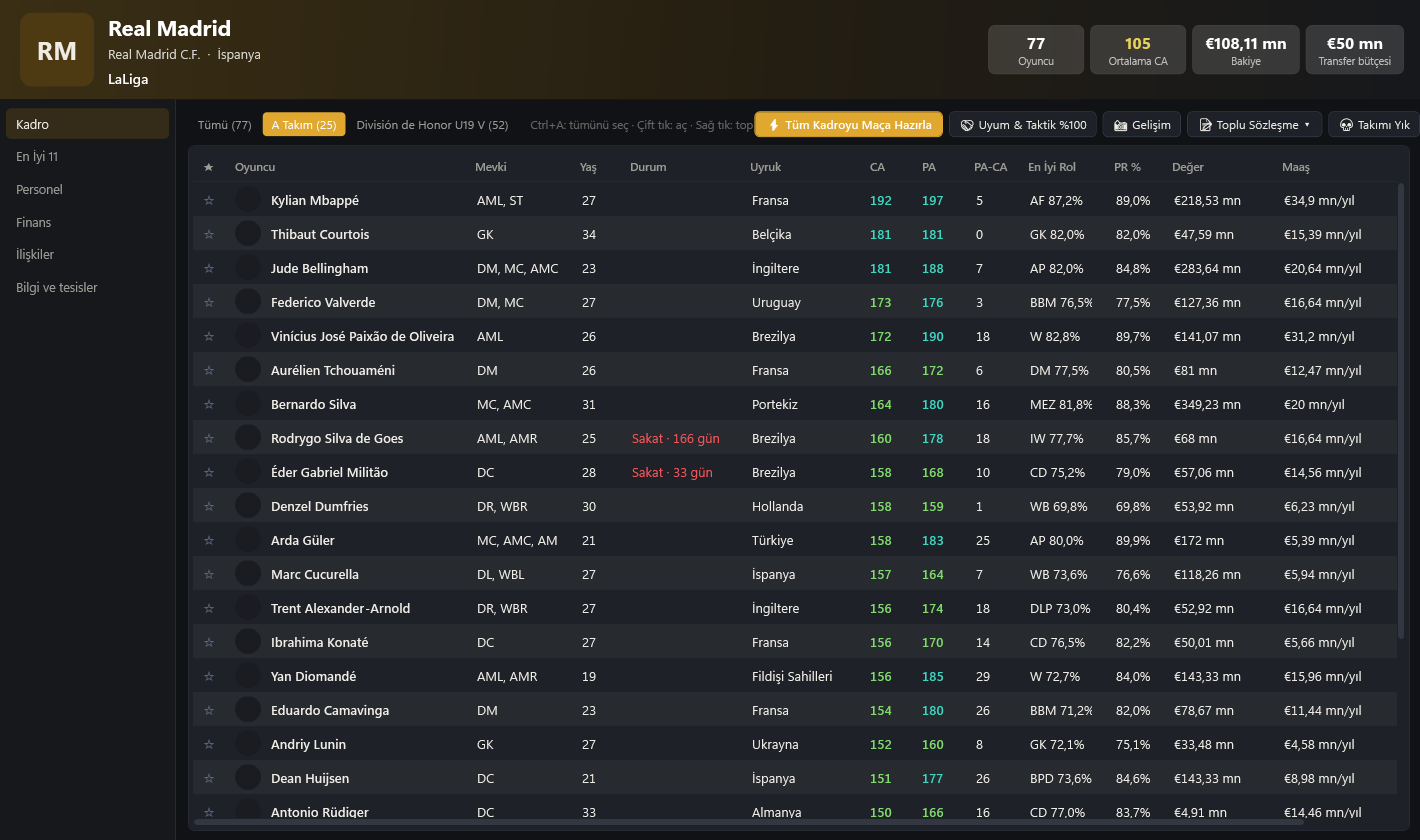 RM
Real Madrid
Real Madrid C.F. · İspanya
LaLiga
77
Oyuncu
105
Ortalama CA
€108,11 mn
Bakiye
€50 mn
Transfer bütçesi
Kadro
En İyi 11
Personel
Finans
İlişkiler
Bilgi ve tesisler
Tümü (77) A Takım (25) División de Honor U19 V (52) Ctrl+A: tümünü seç · Çift tık: aç · Sağ tık: top Tüm Kadroyu Maça Hazırla Uyum & Taktik %100 Gelişim Toplu Sözleşme ▾ Takımı Yık
★ Oyuncu Mevki Yaş Durum Uyruk CA PA PA-CA En İyi Rol PR % Değer Maaş
☆ Kylian Mbappé AML, ST 27 Fransa 192 197 5 AF 87,2% 89,0% €218,53 mn €34,9 mn/yıl
☆ Thibaut Courtois GK 34 Belçika 181 181 0 GK 82,0% 82,0% €47,59 mn €15,39 mn/yıl
☆ Jude Bellingham DM, MC, AMC 23 İngiltere 181 188 7 AP 82,0% 84,8% €283,64 mn €20,64 mn/yıl
☆ Federico Valverde DM, MC 27 Uruguay 173 176 3 BBM 76,5% 77,5% €127,36 mn €16,64 mn/yıl
☆ Vinícius José Paixão de Oliveira AML 26 Brezilya 172 190 18 W 82,8% 89,7% €141,07 mn €31,2 mn/yıl
☆ Aurélien Tchouaméni DM 26 Fransa 166 172 6 DM 77,5% 80,5% €81 mn €12,47 mn/yıl
☆ Bernardo Silva MC, AMC 31 Portekiz 164 180 16 MEZ 81,8% 88,3% €349,23 mn €20 mn/yıl
☆ Rodrygo Silva de Goes AML, AMR 25 Sakat · 166 gün Brezilya 160 178 18 IW 77,7% 85,7% €68 mn €16,64 mn/yıl
☆ Éder Gabriel Militão DC 28 Sakat · 33 gün Brezilya 158 168 10 CD 75,2% 79,0% €57,06 mn €14,56 mn/yıl
☆ Denzel Dumfries DR, WBR 30 Hollanda 158 159 1 WB 69,8% 69,8% €53,92 mn €6,23 mn/yıl
☆ Arda Güler MC, AMC, AM 21 Türkiye 158 183 25 AP 80,0% 89,9% €172 mn €5,39 mn/yıl
☆ Marc Cucurella DL, WBL 27 İspanya 157 164 7 WB 73,6% 76,6% €118,26 mn €5,94 mn/yıl
☆ Trent Alexander-Arnold DR, WBR 27 İngiltere 156 174 18 DLP 73,0% 80,4% €52,92 mn €16,64 mn/yıl
☆ Ibrahima Konaté DC 27 Fransa 156 170 14 CD 76,5% 82,2% €50,01 mn €5,66 mn/yıl
☆ Yan Diomandé AML, AMR 19 Fildişi Sahilleri 156 185 29 W 72,7% 84,0% €143,33 mn €15,96 mn/yıl
☆ Eduardo Camavinga DM 23 Fransa 154 180 26 BBM 71,2% 82,0% €78,67 mn €11,44 mn/yıl
☆ Andriy Lunin GK 27 Ukrayna 152 160 8 GK 72,1% 75,1% €33,48 mn €4,58 mn/yıl
☆ Dean Huijsen DC 21 İspanya 151 177 26 BPD 73,6% 84,6% €143,33 mn €8,98 mn/yıl
☆ Antonio Rüdiger DC 33 Almanya 150 166 16 CD 77,0% 83,7% €4,91 mn €14,46 mn/yıl